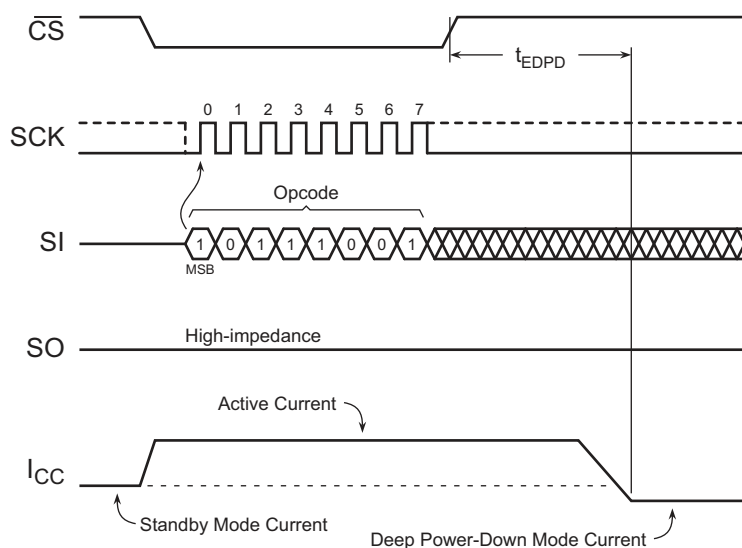 CS
tEDPD
0 1 2 3 4 5 6 7
SCK
Opcode
SI
1 0 1 1 1 0 0 1
MSB
High-impedance
SO
Active Current
ICC
Standby Mode Current
Deep Power-Down Mode Current